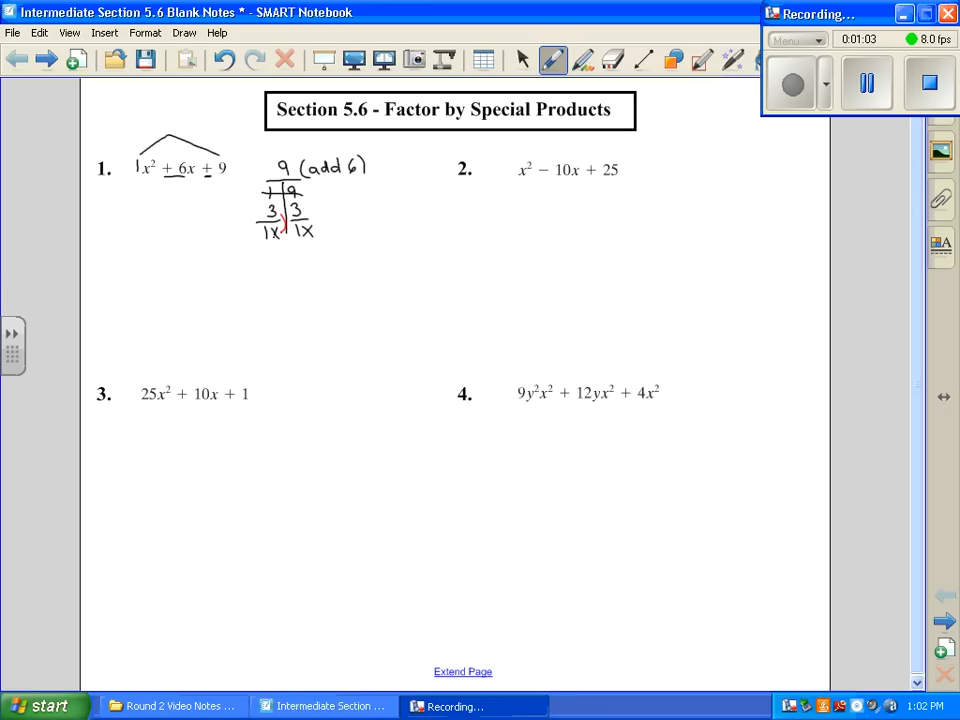 Intermediate Section 5.6 Blank Notes * - SMART Notebook
Recording...
File Edit View Insert Format Draw Help
Menu 0:01:03 8.0 fps
Section 5.6 - Factor by Special Products
1. 1x² + 6x + 9
9 (add 6)
1 | 9
3 | 3
1x | 1x
2. x² − 10x + 25
3. 25x² + 10x + 1
4. 9y²x² + 12yx² + 4x²
Extend Page
start Round 2 Video Notes ... Intermediate Section ... Recording... 1:02 PM